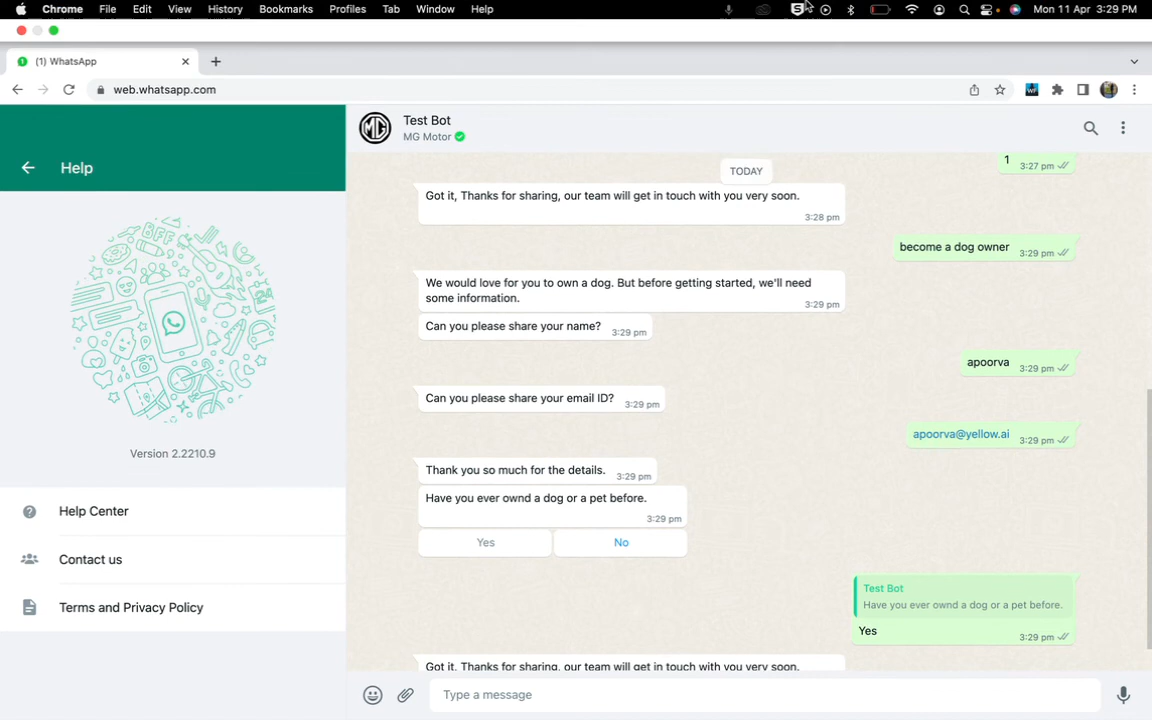 Chrome File Edit View History Bookmarks Profiles Tab Window Help Mon 11 Apr 3:29 PM
(1) WhatsApp
web.whatsapp.com
Help
Version 2.2210.9
Help Center
Contact us
Terms and Privacy Policy
MG
Test Bot
MG Motor
1
3:27 pm
TODAY
Got it, Thanks for sharing, our team will get in touch with you very soon.
3:28 pm
become a dog owner
3:29 pm
We would love for you to own a dog. But before getting started, we'll need
some information.
3:29 pm
Can you please share your name?
3:29 pm
apoorva
3:29 pm
Can you please share your email ID?
3:29 pm
apoorva@yellow.ai
3:29 pm
Thank you so much for the details.
3:29 pm
Have you ever ownd a dog or a pet before.
3:29 pm
Yes No
Test Bot
Have you ever ownd a dog or a pet before.
Yes
3:29 pm
Got it, Thanks for sharing, our team will get in touch with you very soon.
Type a message